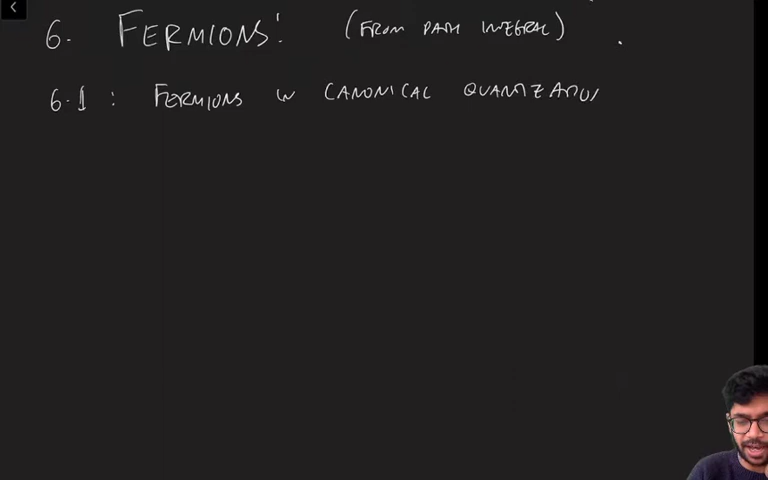 6. FERMIONS: (FROM PATH INTEGRAL).
6.1 : FERMIONS IN CANONICAL QUANTIZATION